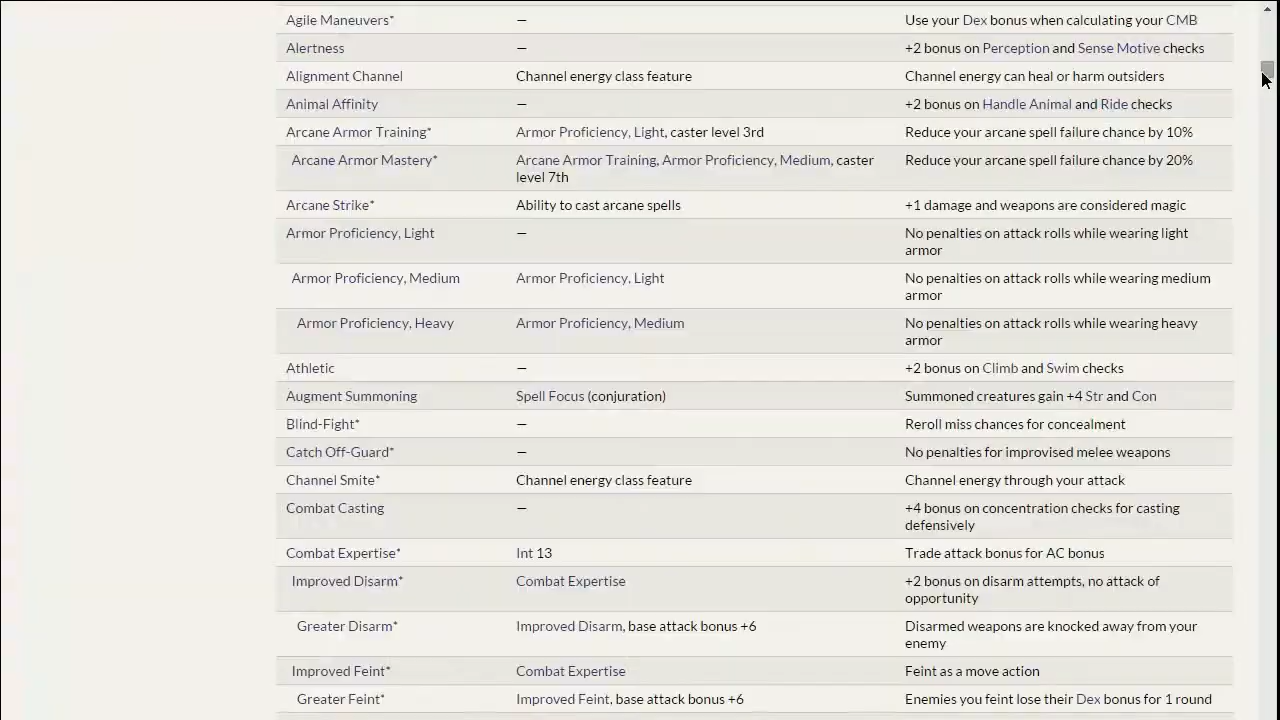 Agile Maneuvers* — Use your Dex bonus when calculating your CMB
Alertness — +2 bonus on Perception and Sense Motive checks
Alignment Channel Channel energy class feature Channel energy can heal or harm outsiders
Animal Affinity — +2 bonus on Handle Animal and Ride checks
Arcane Armor Training* Armor Proficiency, Light, caster level 3rd Reduce your arcane spell failure chance by 10%
Arcane Armor Mastery* Arcane Armor Training, Armor Proficiency, Medium, caster Reduce your arcane spell failure chance by 20%
level 7th
Arcane Strike* Ability to cast arcane spells +1 damage and weapons are considered magic
Armor Proficiency, Light — No penalties on attack rolls while wearing light
armor
Armor Proficiency, Medium Armor Proficiency, Light No penalties on attack rolls while wearing medium
armor
Armor Proficiency, Heavy Armor Proficiency, Medium No penalties on attack rolls while wearing heavy
armor
Athletic — +2 bonus on Climb and Swim checks
Augment Summoning Spell Focus (conjuration) Summoned creatures gain +4 Str and Con
Blind-Fight* — Reroll miss chances for concealment
Catch Off-Guard* — No penalties for improvised melee weapons
Channel Smite* Channel energy class feature Channel energy through your attack
Combat Casting — +4 bonus on concentration checks for casting
defensively
Combat Expertise* Int 13 Trade attack bonus for AC bonus
Improved Disarm* Combat Expertise +2 bonus on disarm attempts, no attack of
opportunity
Greater Disarm* Improved Disarm, base attack bonus +6 Disarmed weapons are knocked away from your
enemy
Improved Feint* Combat Expertise Feint as a move action
Greater Feint* Improved Feint, base attack bonus +6 Enemies you feint lose their Dex bonus for 1 round